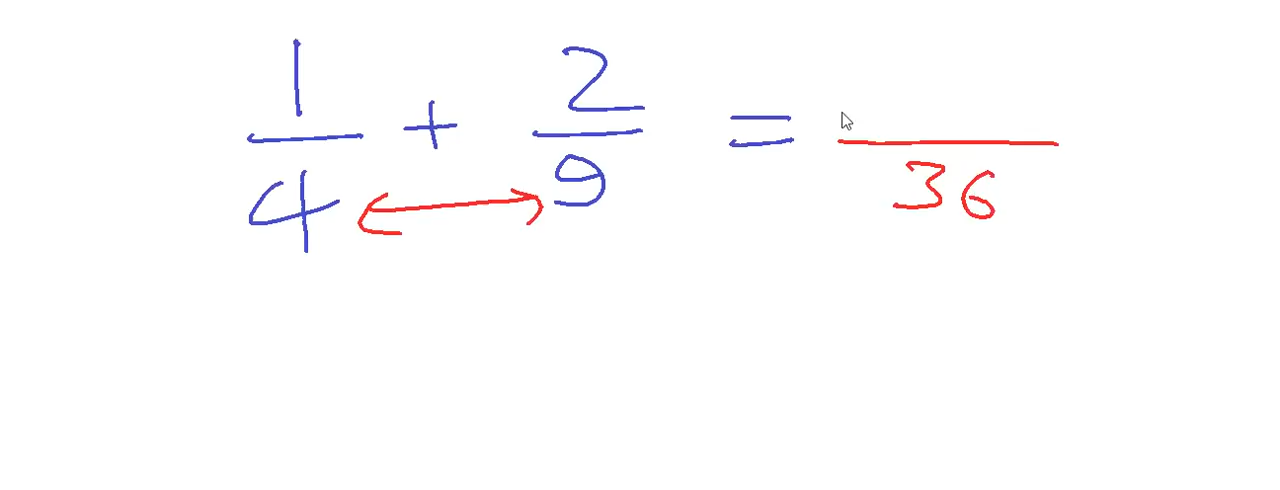 1/4 + 2/9 = /36